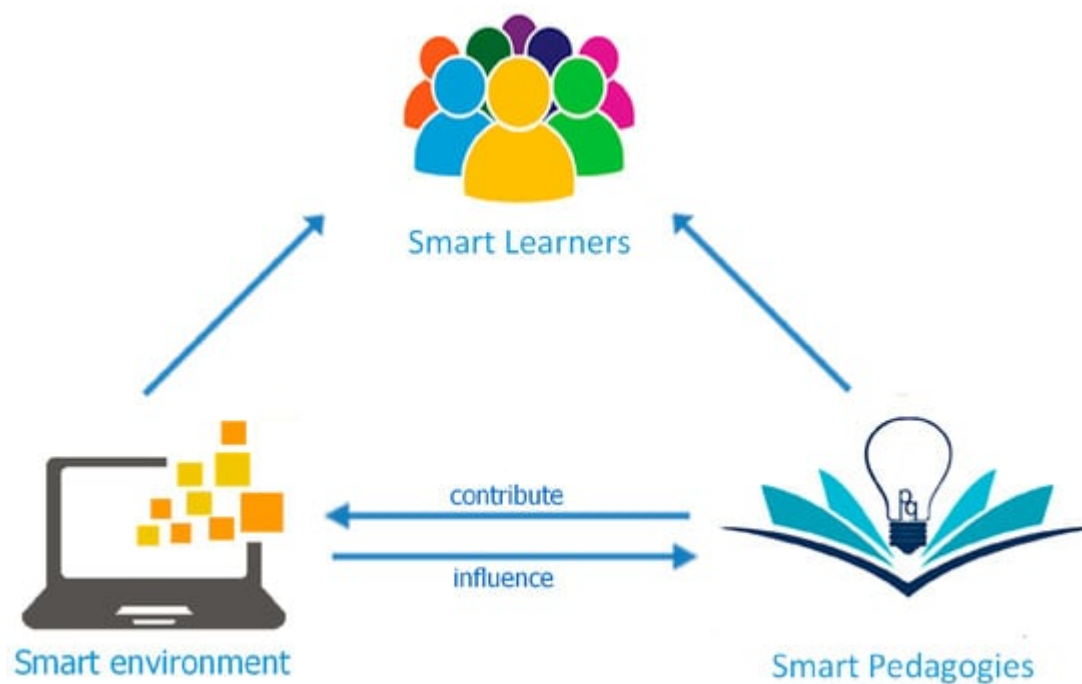 Smart Learners
contribute
influence
Smart environment
Smart Pedagogies